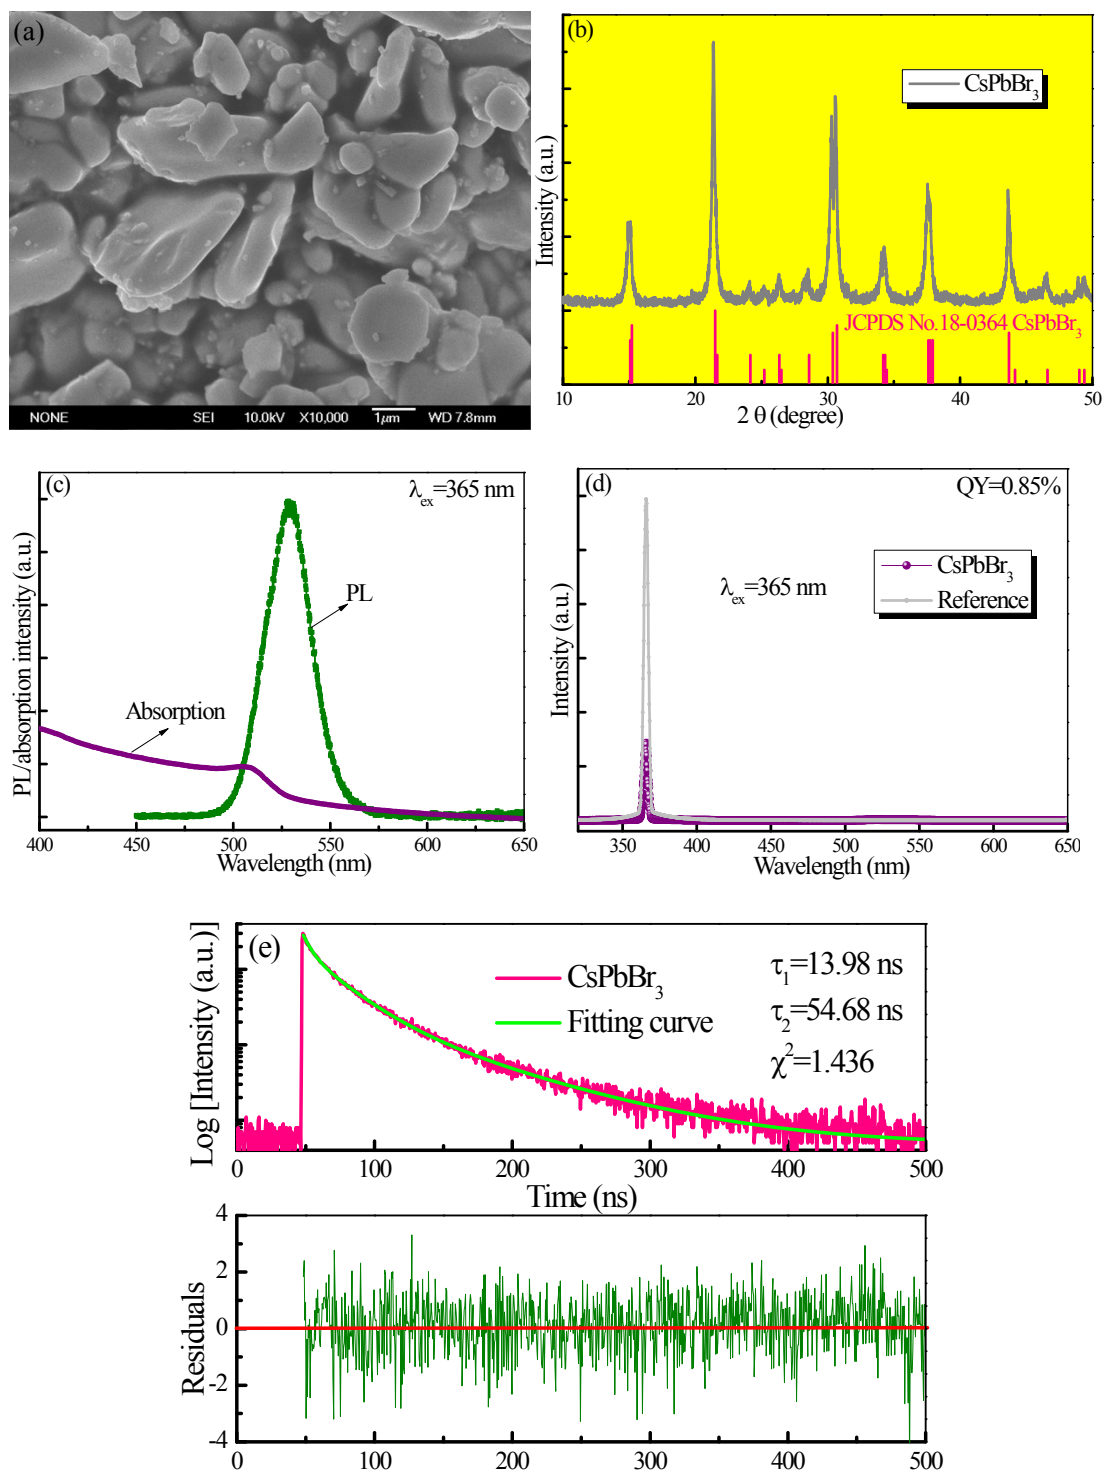 (a)
NONE SEI 10.0kV X10,000 1μm WD 7.8mm
(b)
CsPbBr3
JCPDS No.18-0364 CsPbBr3
Intensity (a.u.)
10 20 30 40 50
2 θ (degree)
(c)
λex=365 nm
PL
Absorption
PL/absorption intensity (a.u.)
400 450 500 550 600 650
Wavelength (nm)
(d)
QY=0.85%
CsPbBr3
Reference
λex=365 nm
Intensity (a.u.)
350 400 450 500 550 600 650
Wavelength (nm)
(e)
CsPbBr3
Fitting curve
τ1=13.98 ns
τ2=54.68 ns
χ2=1.436
Log [Intensity (a.u.)]
0 100 200 300 400 500
Time (ns)
4
2
0
-2
-4
Residuals
0 100 200 300 400 500